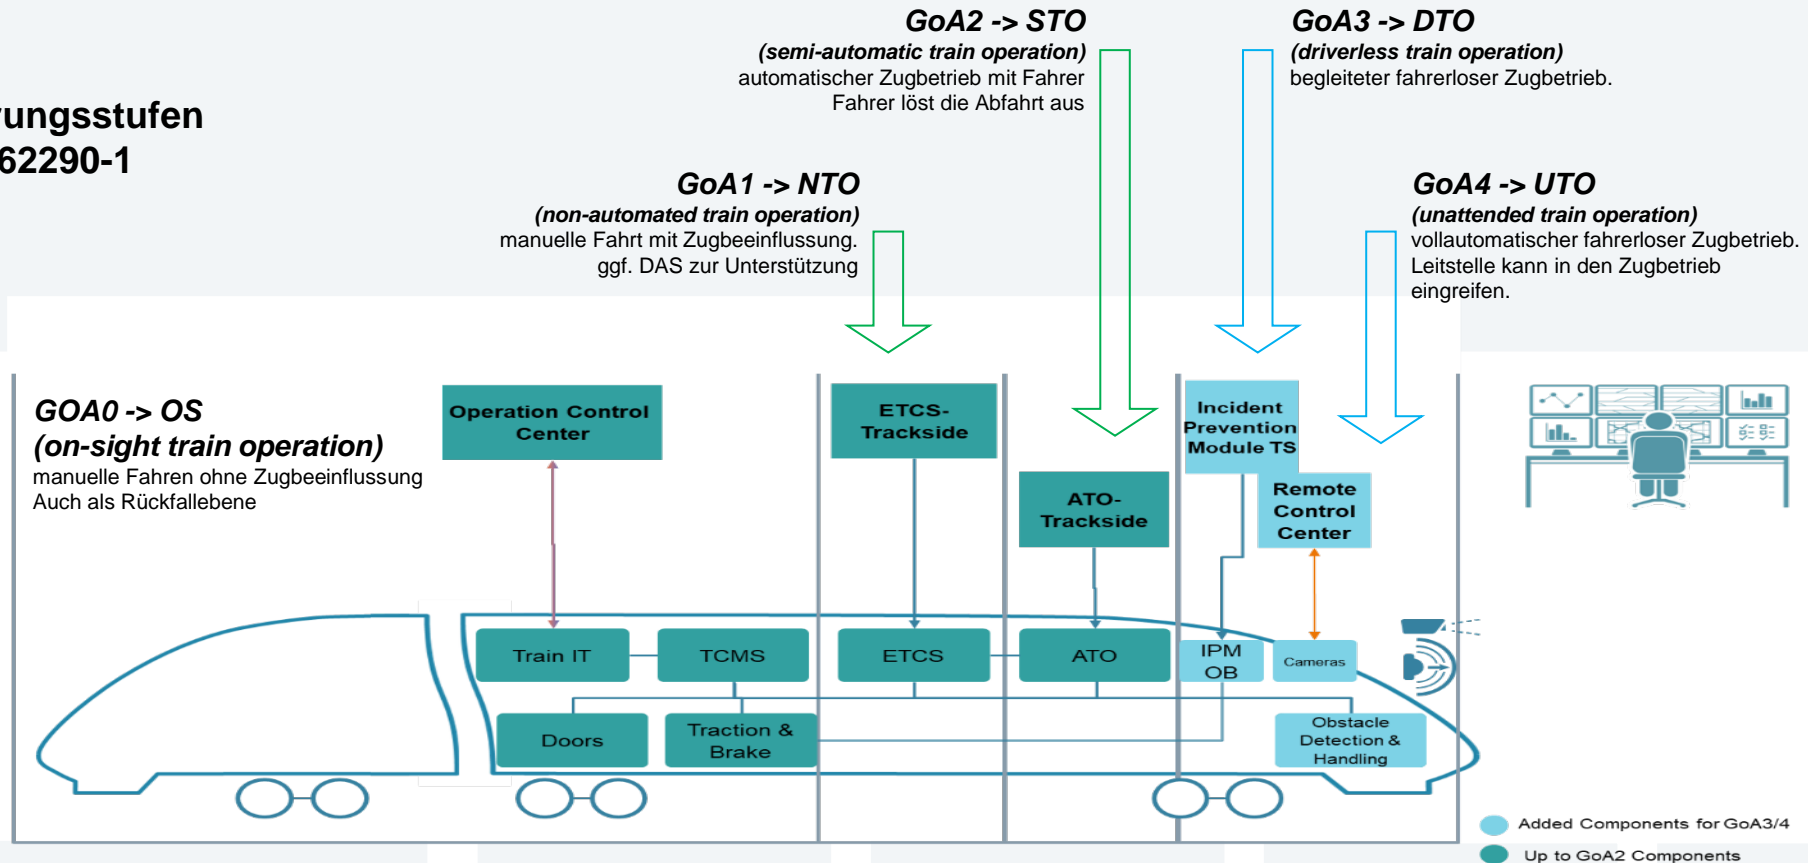 GoA2 -> STO
(semi-automatic train operation)
automatischer Zugbetrieb mit Fahrer
Fahrer löst die Abfahrt aus
GoA3 -> DTO
(driverless train operation)
begleiteter fahrerloser Zugbetrieb.
ungsstufen
62290-1
GoA1 -> NTO
(non-automated train operation)
manuelle Fahrt mit Zugbeeinflussung.
ggf. DAS zur Unterstützung
GoA4 -> UTO
(unattended train operation)
vollautomatischer fahrerloser Zugbetrieb.
Leitstelle kann in den Zugbetrieb
eingreifen.
GOA0 -> OS
(on-sight train operation)
manuelle Fahren ohne Zugbeeinflussung
Auch als Rückfallebene
Operation Control
Center
ETCS-
Trackside
ATO-
Trackside
Incident
Prevention
Module TS
Remote
Control
Center
Train IT
TCMS
ETCS
ATO
IPM
OB
Cameras
Doors
Traction &
Brake
Obstacle
Detection &
Handling
Added Components for GoA3/4
Up to GoA2 Components